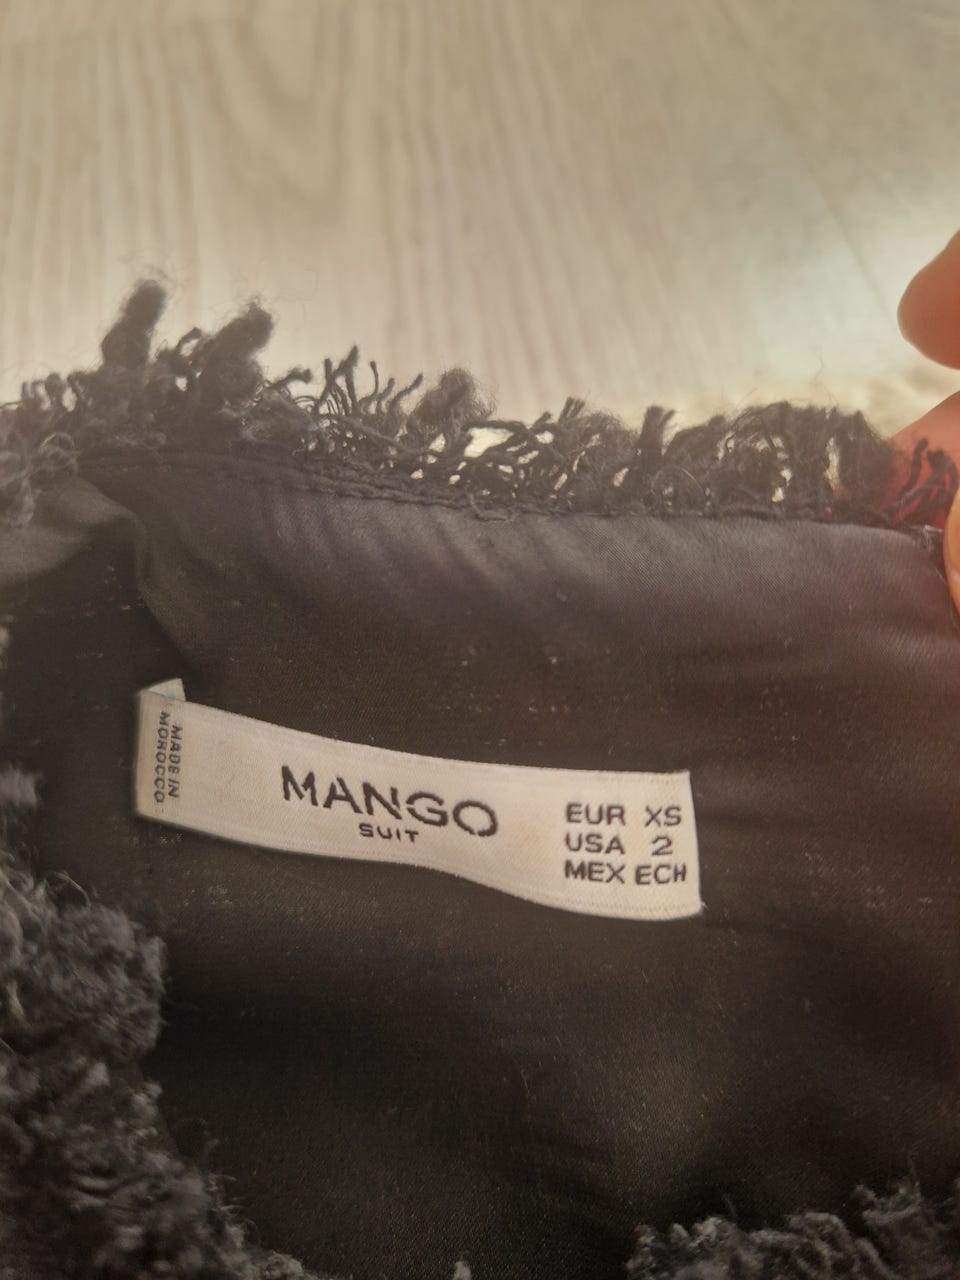 MADE IN
MOROCCO
MANGO
SUIT
EUR XS
USA 2
MEX ECH